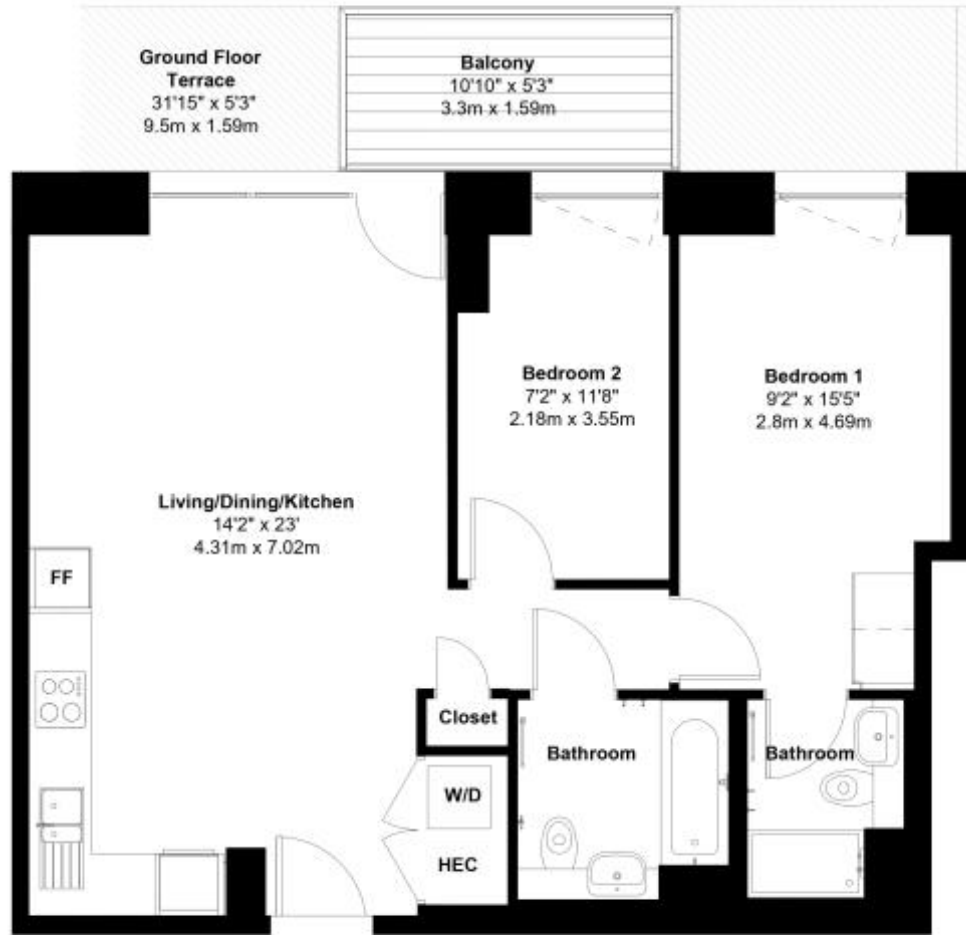 Ground Floor
Terrace
31'15" x 5'3"
9.5m x 1.59m
Balcony
10'10" x 5'3"
3.3m x 1.59m
Bedroom 2
7'2" x 11'8"
2.18m x 3.55m
Bedroom 1
9'2" x 15'5"
2.8m x 4.69m
Living/Dining/Kitchen
14'2" x 23'
4.31m x 7.02m
FF
Closet
W/D
HEC
Bathroom
Bathroom